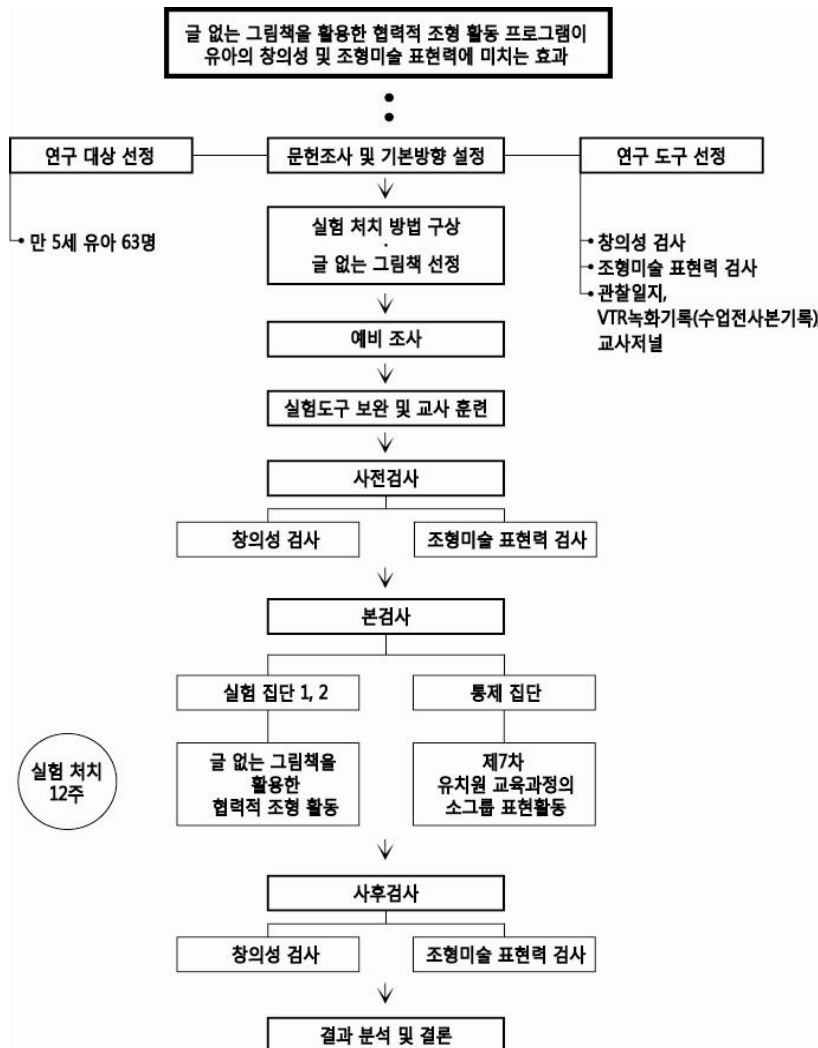 글 없는 그림책을 활용한 협력적 조형 활동 프로그램이
유아의 창의성 및 조형미술 표현력에 미치는 효과
연구 대상 선정
문헌조사 및 기본방향 설정
연구 도구 선정
• 만 5세 유아 63명
실험 처치 방법 구상
·
글 없는 그림책 선정
• 창의성 검사
• 조형미술 표현력 검사
• 관찰일지,
VTR녹화기록(수업전사본기록)
교사저널
예비 조사
실험도구 보완 및 교사 훈련
사전검사
창의성 검사
조형미술 표현력 검사
본검사
실험 집단 1, 2
통제 집단
실험 처치
12주
글 없는 그림책을
활용한
협력적 조형 활동
제7차
유치원 교육과정의
소그룹 표현활동
사후검사
창의성 검사
조형미술 표현력 검사
결과 분석 및 결론